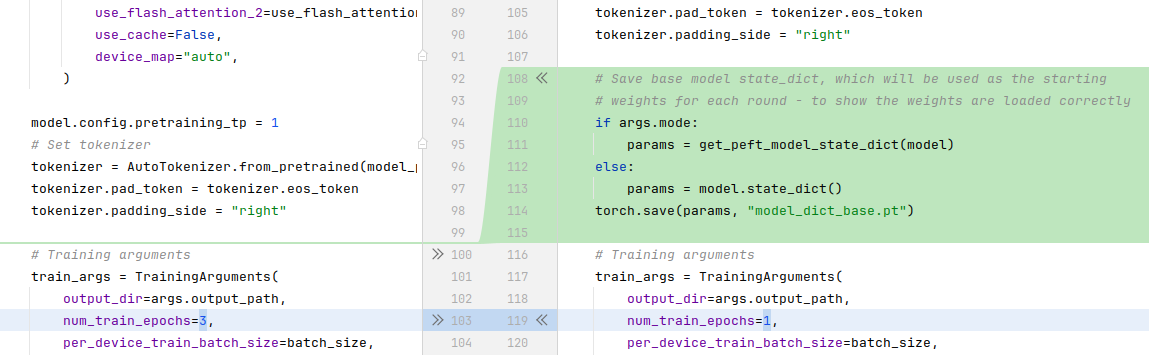 use_flash_attention_2=use_flash_attention
use_cache=False,
device_map="auto",
)
model.config.pretraining_tp = 1
# Set tokenizer
tokenizer = AutoTokenizer.from_pretrained(model_p
tokenizer.pad_token = tokenizer.eos_token
tokenizer.padding_side = "right"
# Training arguments
train_args = TrainingArguments(
output_dir=args.output_path,
num_train_epochs=3,
per_device_train_batch_size=batch_size,
89 105
90 106
91 107
92 108
93 109
94 110
95 111
96 112
97 113
98 114
99 115
100 116
101 117
102 118
103 119
104 120
tokenizer.pad_token = tokenizer.eos_token
tokenizer.padding_side = "right"
# Save base model state_dict, which will be used as the starting
# weights for each round - to show the weights are loaded correctly
if args.mode:
params = get_peft_model_state_dict(model)
else:
params = model.state_dict()
torch.save(params, "model_dict_base.pt")
# Training arguments
train_args = TrainingArguments(
output_dir=args.output_path,
num_train_epochs=1,
per_device_train_batch_size=batch_size,